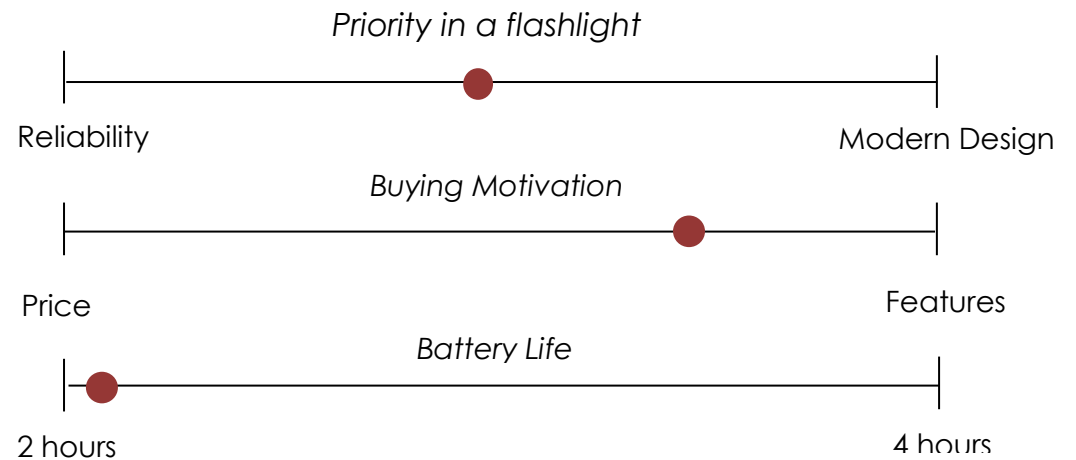 Priority in a flashlight
Reliability
Modern Design
Buying Motivation
Price
Features
Battery Life
2 hours
4 hours